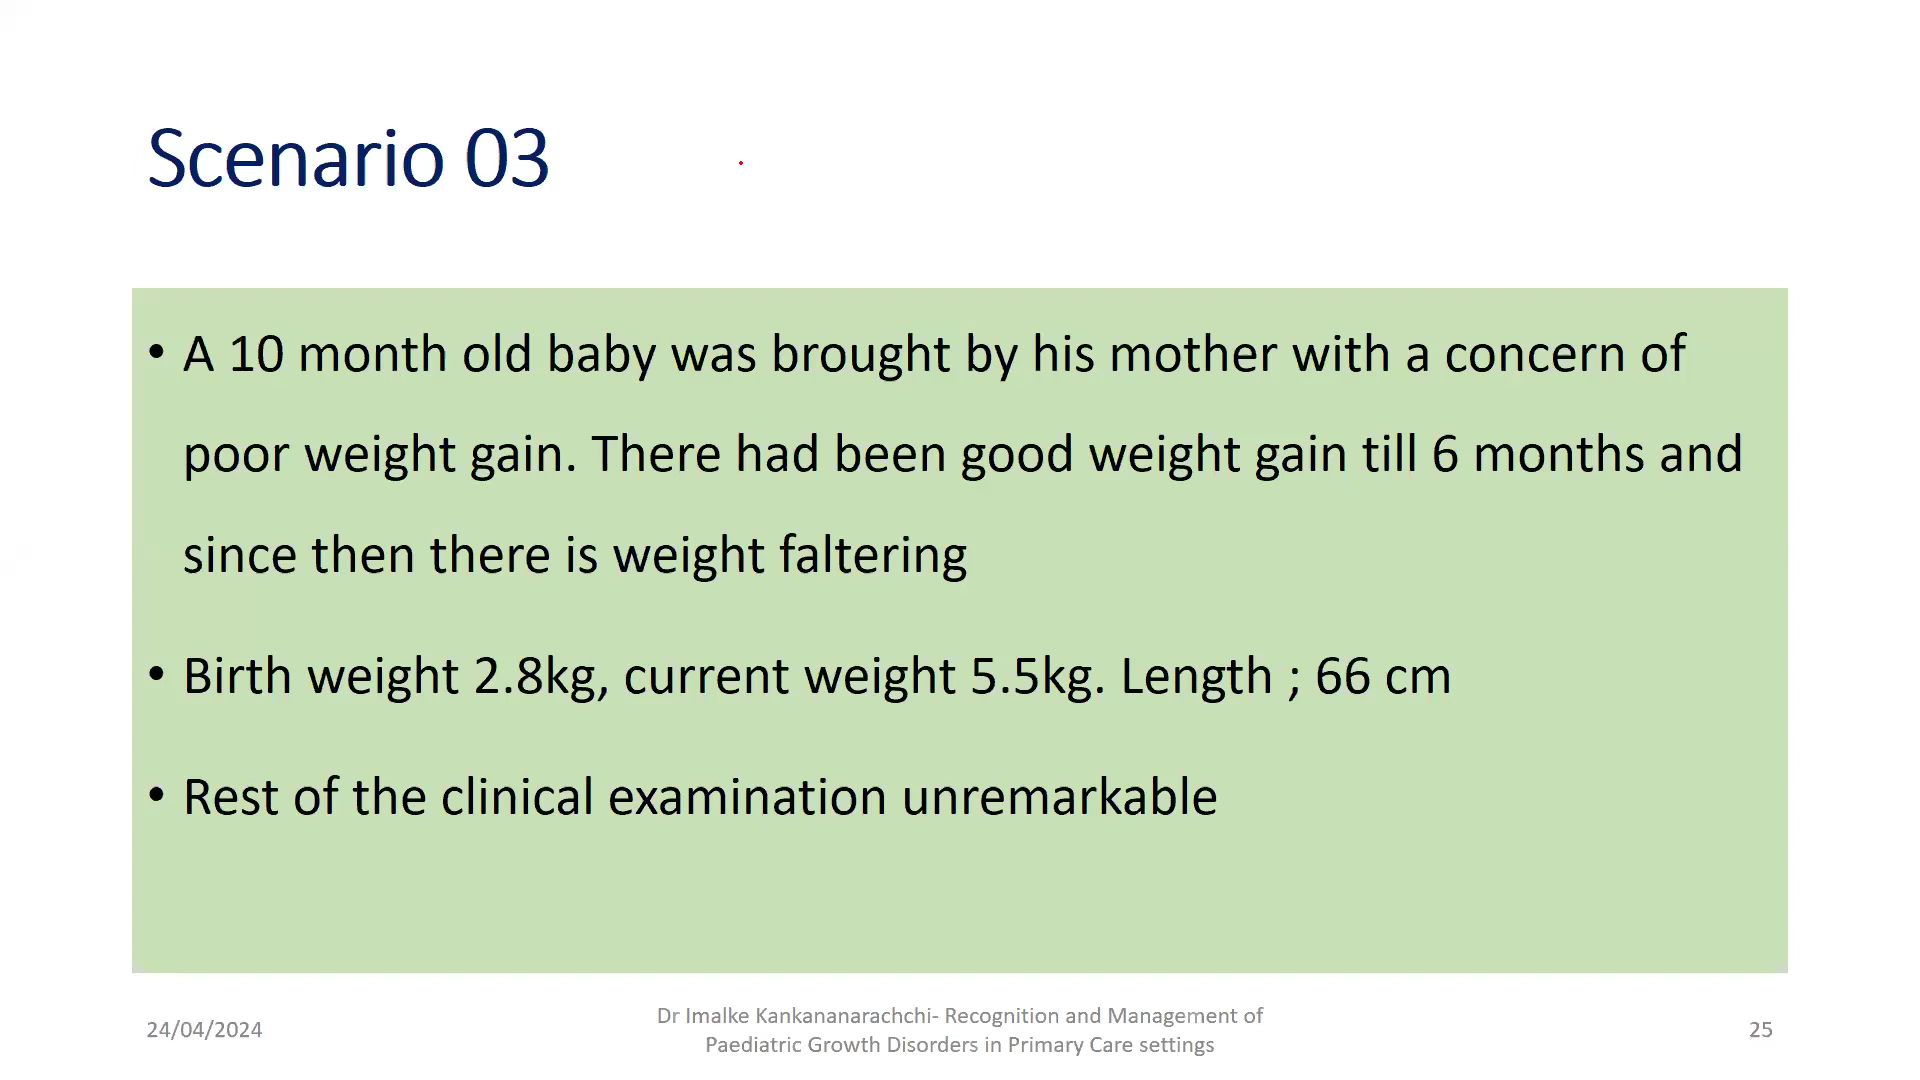 Scenario 03
• A 10 month old baby was brought by his mother with a concern of
poor weight gain. There had been good weight gain till 6 months and
since then there is weight faltering
• Birth weight 2.8kg, current weight 5.5kg. Length ; 66 cm
• Rest of the clinical examination unremarkable
24/04/2024
Dr Imalke Kankananarachchi- Recognition and Management of
Paediatric Growth Disorders in Primary Care settings
25